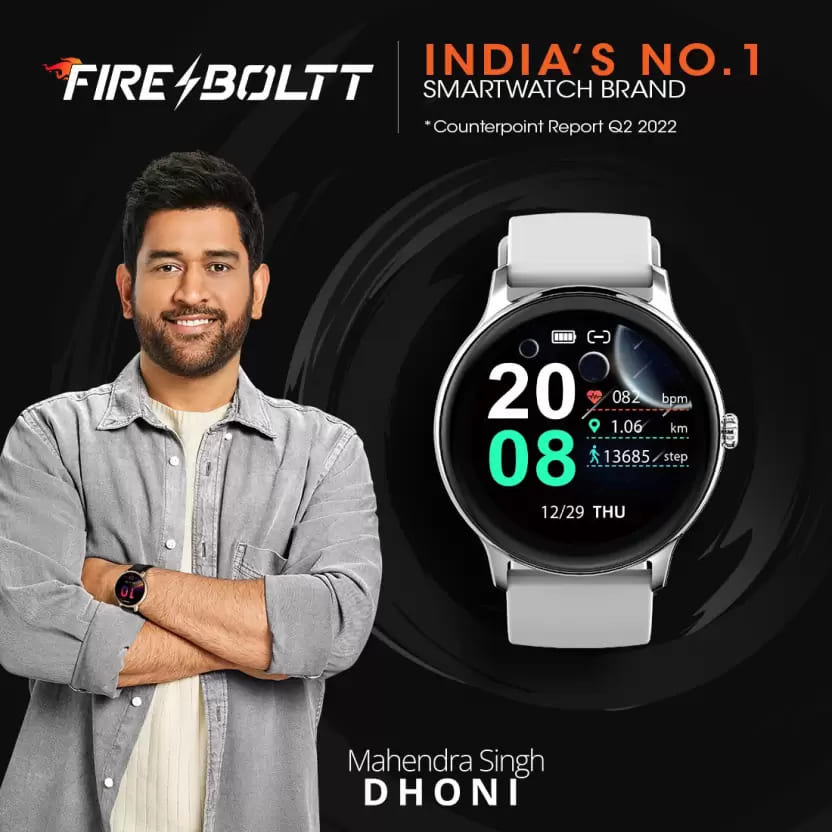 FIRE BOLTT
INDIA'S NO.1
SMARTWATCH BRAND
*Counterpoint Report Q2 2022
20
08
082 bpm
1.06 km
13685 step
12/29 THU
10
Mahendra Singh
DHONI